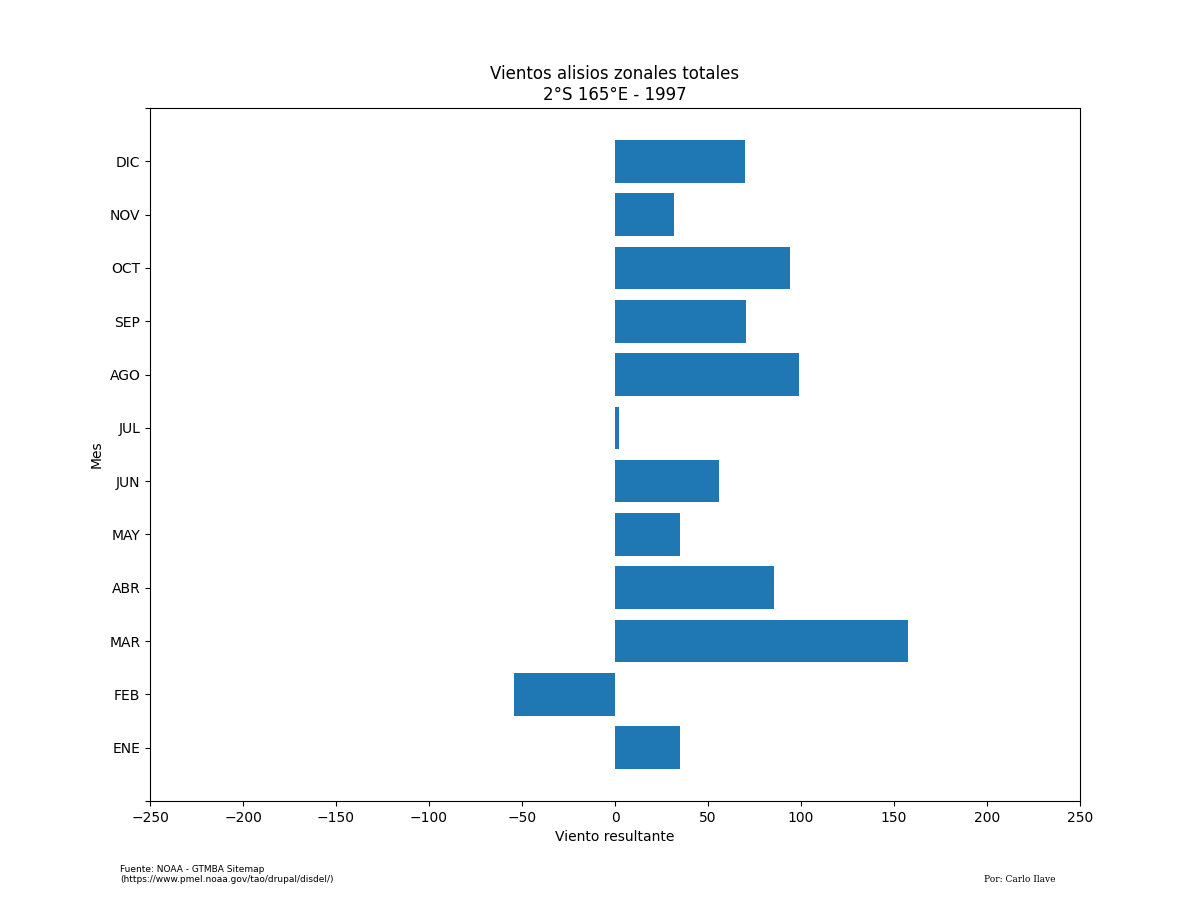 Vientos alisios zonales totales
2°S 165°E - 1997
DIC
NOV
OCT
SEP
AGO
JUL
JUN
MAY
ABR
MAR
FEB
ENE
Mes
−250 −200 −150 −100 −50 0 50 100 150 200 250
Viento resultante
Fuente: NOAA - GTMBA Sitemap
(https://www.pmel.noaa.gov/tao/drupal/disdel/)
Por: Carlo Ilave